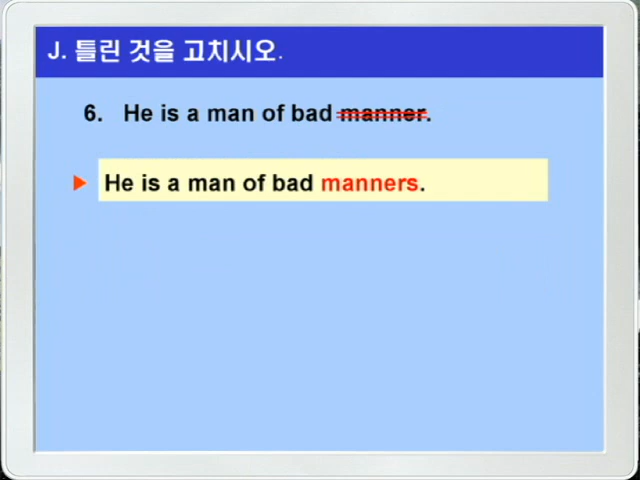 J. 틀린 것을 고치시오.
6. He is a man of bad manner.
He is a man of bad manners.